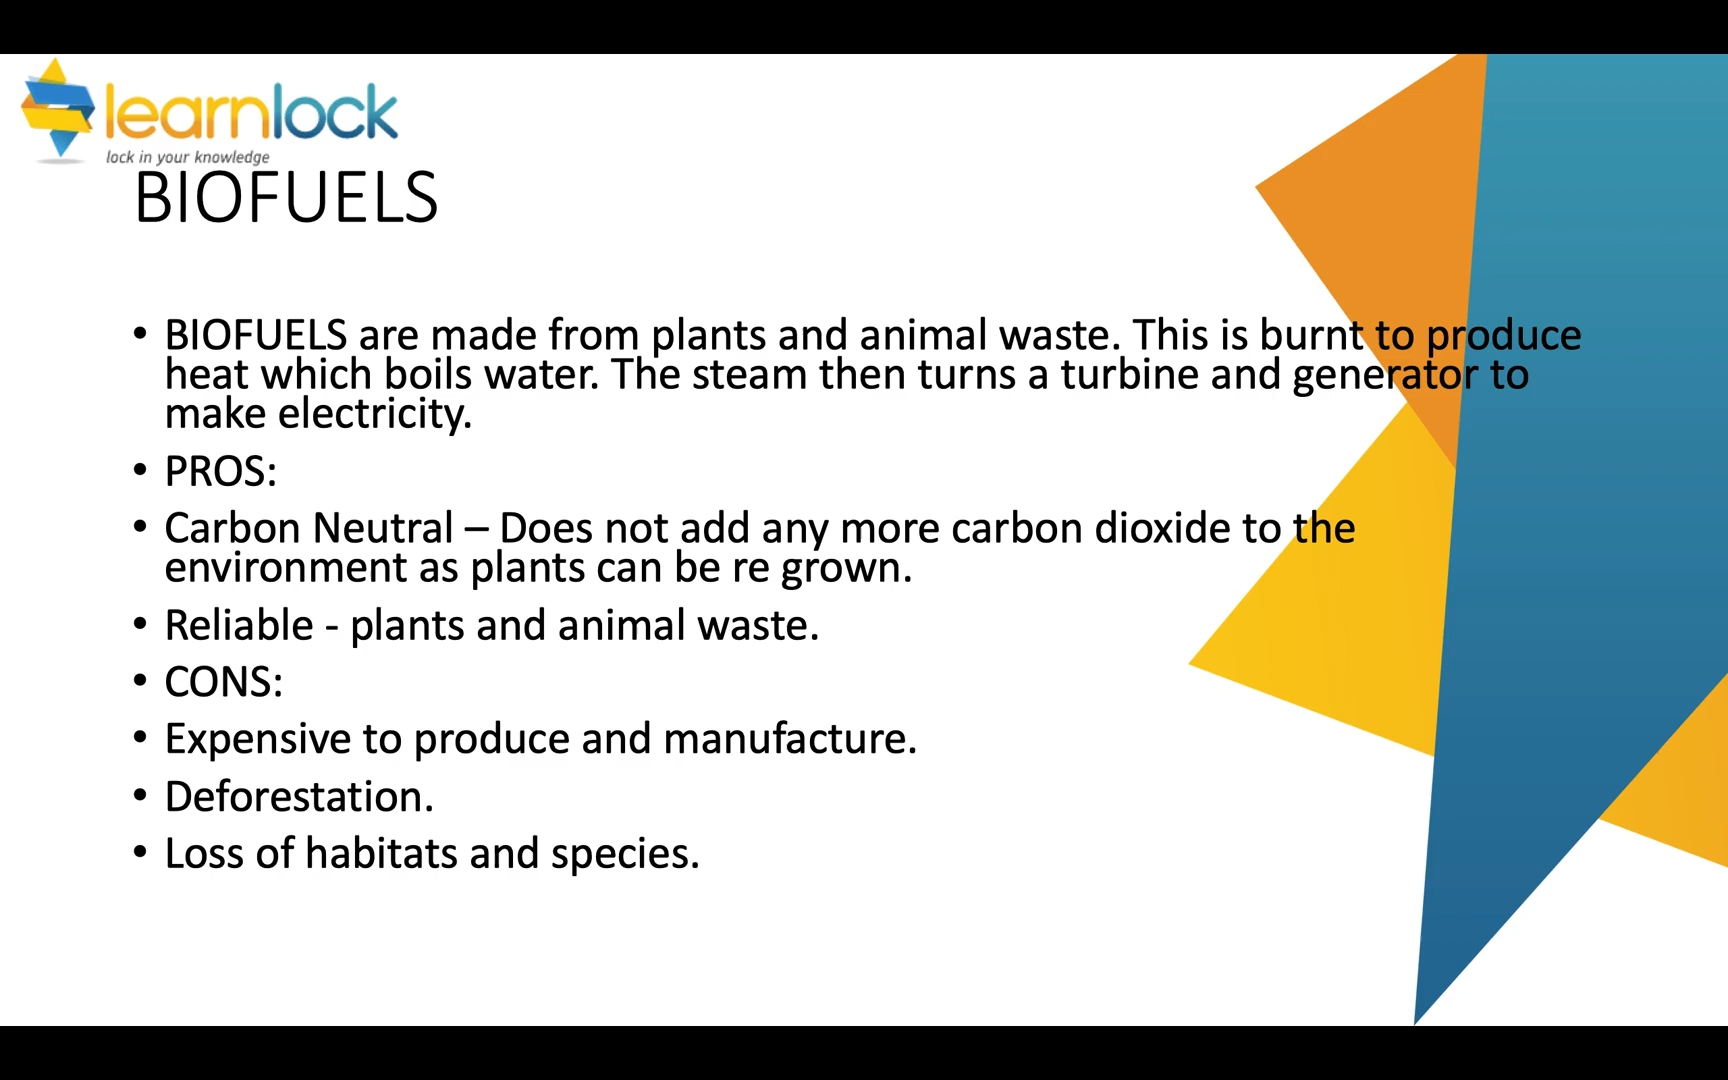 learnlock
lock in your knowledge
BIOFUELS
• BIOFUELS are made from plants and animal waste. This is burnt to produce
heat which boils water. The steam then turns a turbine and generator to
make electricity.
• PROS:
• Carbon Neutral – Does not add any more carbon dioxide to the
environment as plants can be re grown.
• Reliable - plants and animal waste.
• CONS:
• Expensive to produce and manufacture.
• Deforestation.
• Loss of habitats and species.